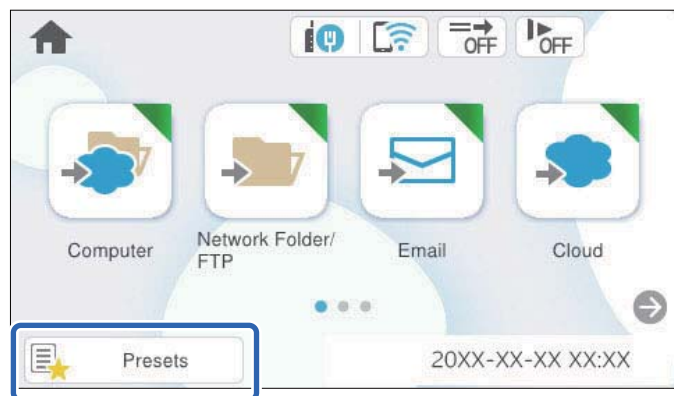 OFF
OFF
Computer
Network Folder/
FTP
Email
Cloud
Presets
20XX-XX-XX XX:XX